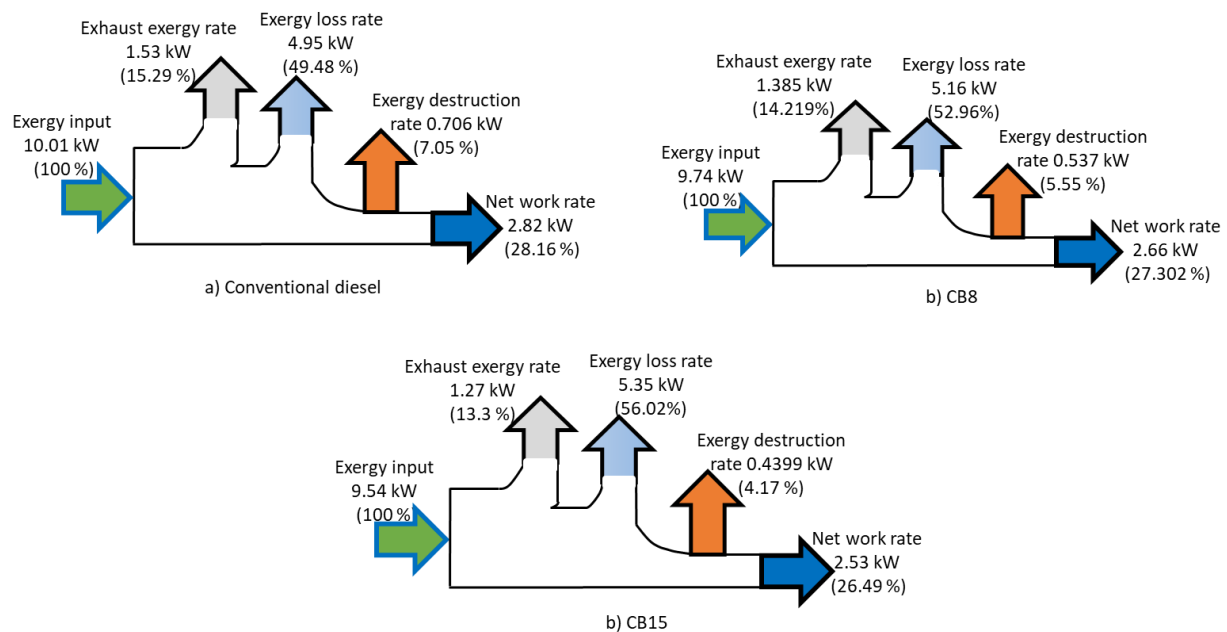 Exhaust exergy rate
1.53 kW
(15.29 %)
Exergy loss rate
4.95 kW
(49.48 %)
Exergy destruction
rate 0.706 kW
(7.05 %)
Exergy input
10.01 kW
(100 %)
Net work rate
2.82 kW
(28.16 %)
a) Conventional diesel
Exhaust exergy rate
1.385 kW
(14.219%)
Exergy loss rate
5.16 kW
(52.96%)
Exergy destruction
rate 0.537 kW
(5.55 %)
Exergy input
9.74 kW
(100 %)
Net work rate
2.66 kW
(27.302 %)
b) CB8
Exhaust exergy rate
1.27 kW
(13.3 %)
Exergy loss rate
5.35 kW
(56.02%)
Exergy destruction
rate 0.4399 kW
(4.17 %)
Exergy input
9.54 kW
(100 %)
Net work rate
2.53 kW
(26.49 %)
b) CB15